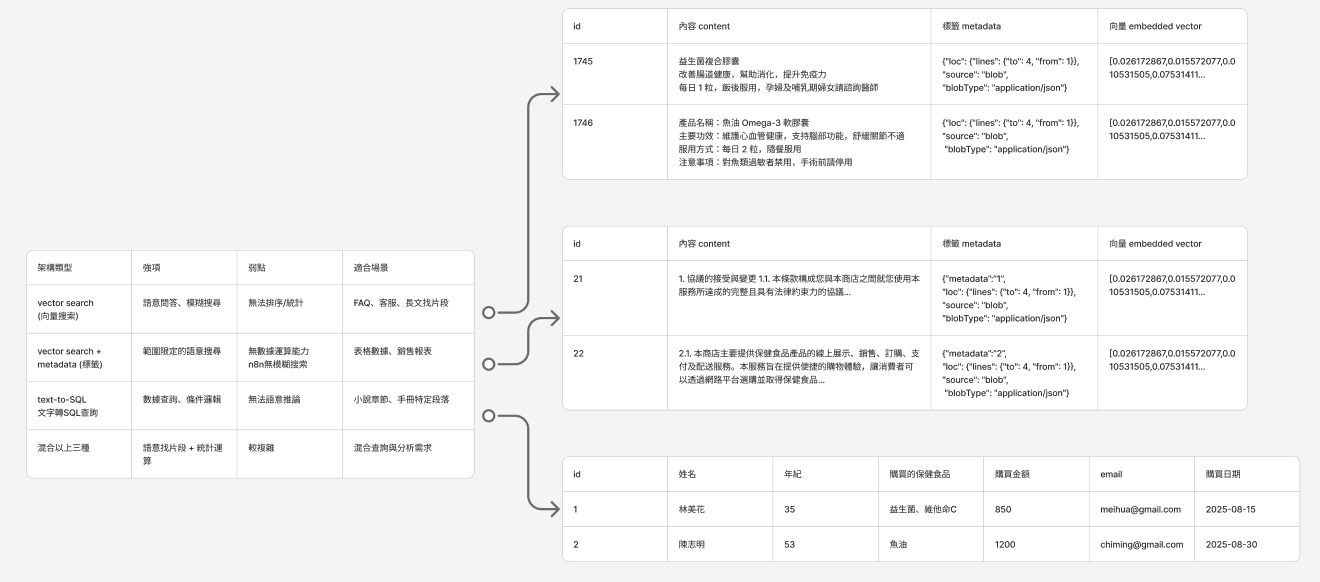 id
內容 content
標籤 metadata
向量 embedded vector
1745
益生菌複合膠囊
改善腸道健康，幫助消化，提升免疫力
每日 1 粒，飯後服用，孕婦及哺乳期婦女請諮詢醫師
{"loc": {"lines": {"to": 4, "from": 1}},
"source": "blob",
"blobType": "application/json"}
[0.026172867,0.015572077,0.0
10531505,0.07531411...
1746
產品名稱：魚油 Omega-3 軟膠囊
主要功效：維護心血管健康，支持腦部功能，舒緩關節不適
服用方式：每日 2 粒，隨餐服用
注意事項：對魚類過敏者禁用，手術前請停用
{"loc": {"lines": {"to": 4, "from": 1}},
"source": "blob",
"blobType": "application/json"}
[0.026172867,0.015572077,0.0
10531505,0.07531411...
架構類型
強項
弱點
適合場景
vector search
(向量搜索)
語意問答、模糊搜尋
無法排序/統計
FAQ、客服、長文找片段
vector search +
metadata (標籤)
範圍限定的語意搜尋
無數據運算能力
n8n無模糊搜索
表格數據、銷售報表
text-to-SQL
文字轉SQL查詢
數據查詢、條件邏輯
無法語意推論
小說章節、手冊特定段落
混合以上三種
語意找片段 + 統計運
算
較複雜
混合查詢與分析需求
id
內容 content
標籤 metadata
向量 embedded vector
21
1. 協議的接受與變更 1.1. 本條款構成您與本商店之間就您使用本
服務所達成的完整且具有法律約束力的協議...
{"metadata":"1",
"loc": {"lines": {"to": 4, "from": 1}},
"source": "blob",
"blobType": "application/json"}
[0.026172867,0.015572077,0.0
10531505,0.07531411...
22
2.1. 本商店主要提供保健食品產品的線上展示、銷售、訂購、支
付及配送服務。本服務旨在提供便捷的購物體驗，讓消費者可
以透過網路平台選購並取得保健食品...
{"metadata":"2",
"loc": {"lines": {"to": 4, "from": 1}},
"source": "blob",
"blobType": "application/json"}
[0.026172867,0.015572077,0.0
10531505,0.07531411...
id
姓名
年紀
購買的保健食品
購買金額
email
購買日期
1
林美花
35
益生菌、維他命C
850
meihua@gmail.com
2025-08-15
2
陳志明
53
魚油
1200
chiming@gmail.com
2025-08-30